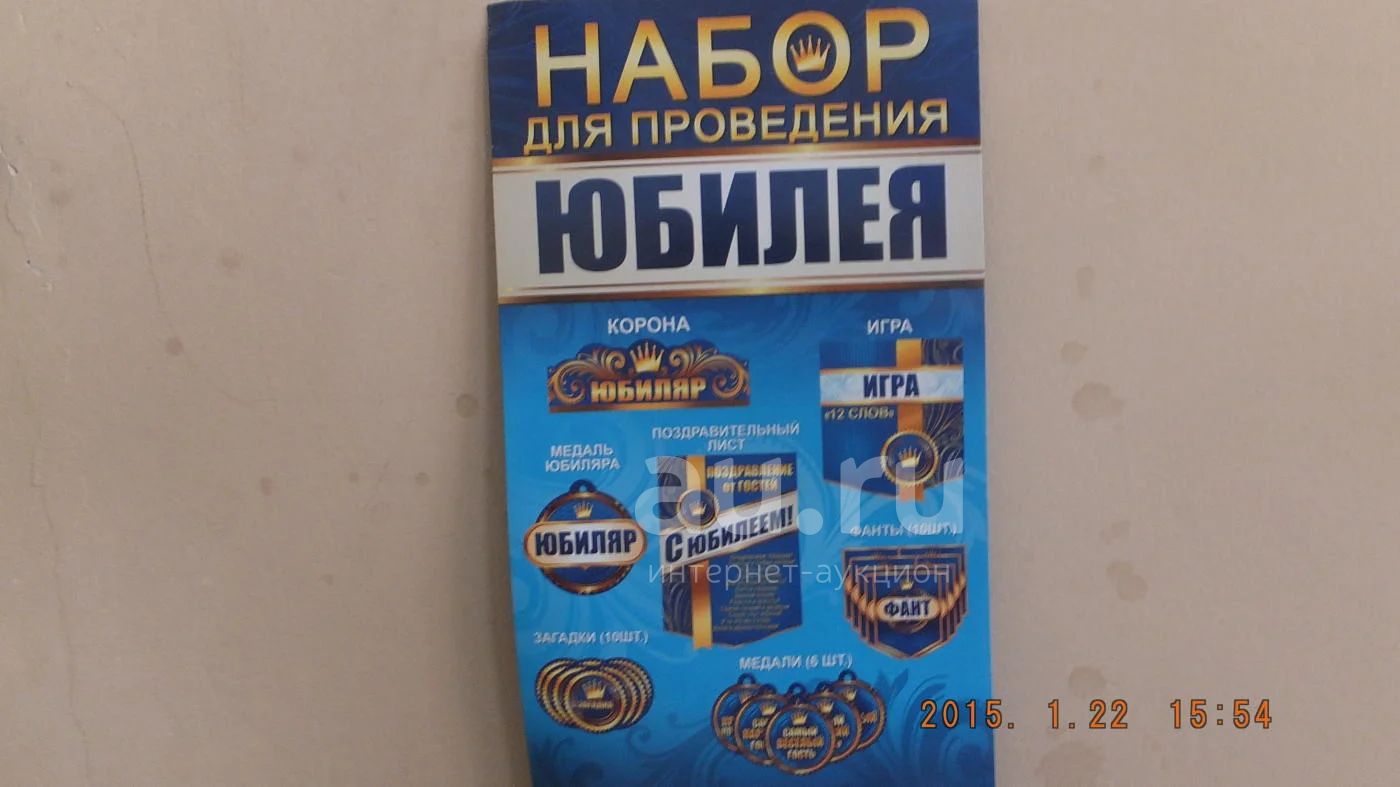 НАБОР
ДЛЯ ПРОВЕДЕНИЯ
ЮБИЛЕЯ
КОРОНА
ЮБИЛЯР
ИГРА
ИГРА
«12 СЛОВ»
МЕДАЛЬ
ЮБИЛЯРА
ЮБИЛЯР
ПОЗДРАВИТЕЛЬНЫЙ
ЛИСТ
ПОЗДРАВЛЕНИЕ
от ГОСТЕЙ
С ЮБИЛЕЕМ!
ФАНТЫ (10ШТ.)
ФАНТ
ЗАГАДКИ (10ШТ.)
ЗАГАДКА
МЕДАЛИ (6 ШТ.)
САМЫЙ
ВЕСЕЛЫЙ
ГОСТЬ
au.ru
интернет-аукцион
2015. 1.22 15:54